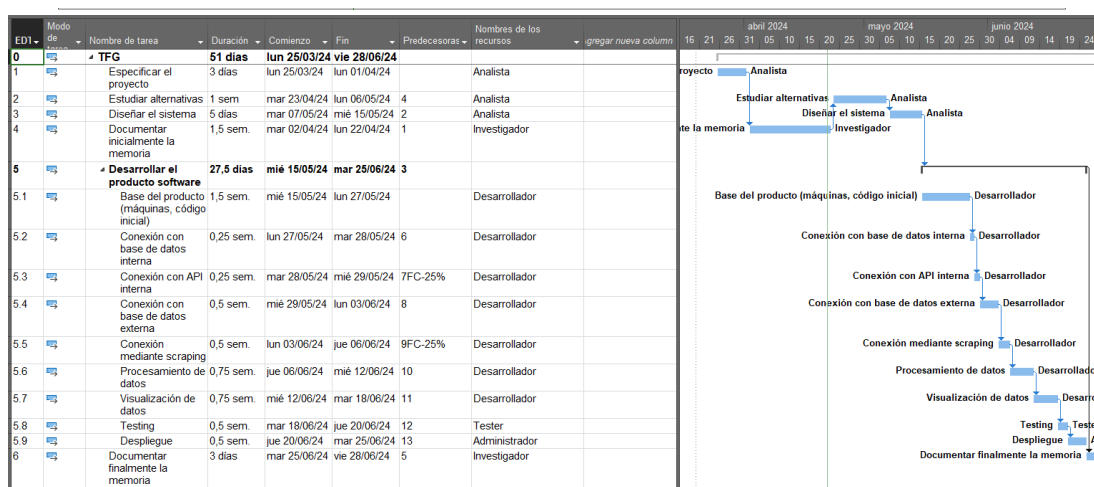 EDT Modo de tarea Nombre de tarea Duración Comienzo Fin Predecesoras Nombres de los recursos Agregar nueva column
abril 2024 mayo 2024 junio 2024
16 21 26 31 05 10 15 20 25 30 05 10 15 20 25 30 04 09 14 19 24
0 TFG 51 días lun 25/03/24 vie 28/06/24
1 Especificar el proyecto 3 días lun 25/03/24 lun 01/04/24 Analista
2 Estudiar alternativas 1 sem mar 23/04/24 lun 06/05/24 4 Analista
3 Diseñar el sistema 5 días mar 07/05/24 mié 15/05/24 2 Analista
4 Documentar inicialmente la memoria 1,5 sem. mar 02/04/24 lun 22/04/24 1 Investigador
5 Desarrollar el producto software 27,5 días mié 15/05/24 mar 25/06/24 3
5.1 Base del producto (máquinas, código inicial) 1,5 sem. mié 15/05/24 lun 27/05/24 Desarrollador
5.2 Conexión con base de datos interna 0,25 sem. lun 27/05/24 mar 28/05/24 6 Desarrollador
5.3 Conexión con API interna 0,25 sem. mar 28/05/24 mié 29/05/24 7FC-25% Desarrollador
5.4 Conexión con base de datos externa 0,5 sem. mié 29/05/24 lun 03/06/24 8 Desarrollador
5.5 Conexión mediante scraping 0,5 sem. lun 03/06/24 jue 06/06/24 9FC-25% Desarrollador
5.6 Procesamiento de datos 0,75 sem. jue 06/06/24 mié 12/06/24 10 Desarrollador
5.7 Visualización de datos 0,75 sem. mié 12/06/24 mar 18/06/24 11 Desarrollador
5.8 Testing 0,5 sem. mar 18/06/24 jue 20/06/24 12 Tester
5.9 Despliegue 0,5 sem. jue 20/06/24 mar 25/06/24 13 Administrador
6 Documentar finalmente la memoria 3 días mar 25/06/24 vie 28/06/24 5 Investigador
royecto Analista
Estudiar alternativas Analista
Diseñar el sistema Analista
te la memoria Investigador
Base del producto (máquinas, código inicial) Desarrollador
Conexión con base de datos interna Desarrollador
Conexión con API interna Desarrollador
Conexión con base de datos externa Desarrollador
Conexión mediante scraping Desarrollador
Procesamiento de datos Desarrollado
Visualización de datos Desarro
Testing Teste
Despliegue A
Documentar finalmente la memoria